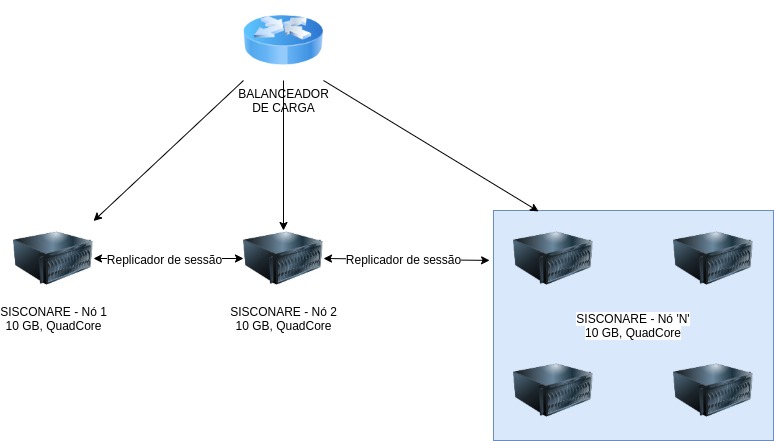 BALANCEADOR
DE CARGA
Replicador de sessão
Replicador de sessão
SISCONARE - Nó 1
10 GB, QuadCore
SISCONARE - Nó 2
10 GB, QuadCore
SISCONARE - Nó 'N'
10 GB, QuadCore